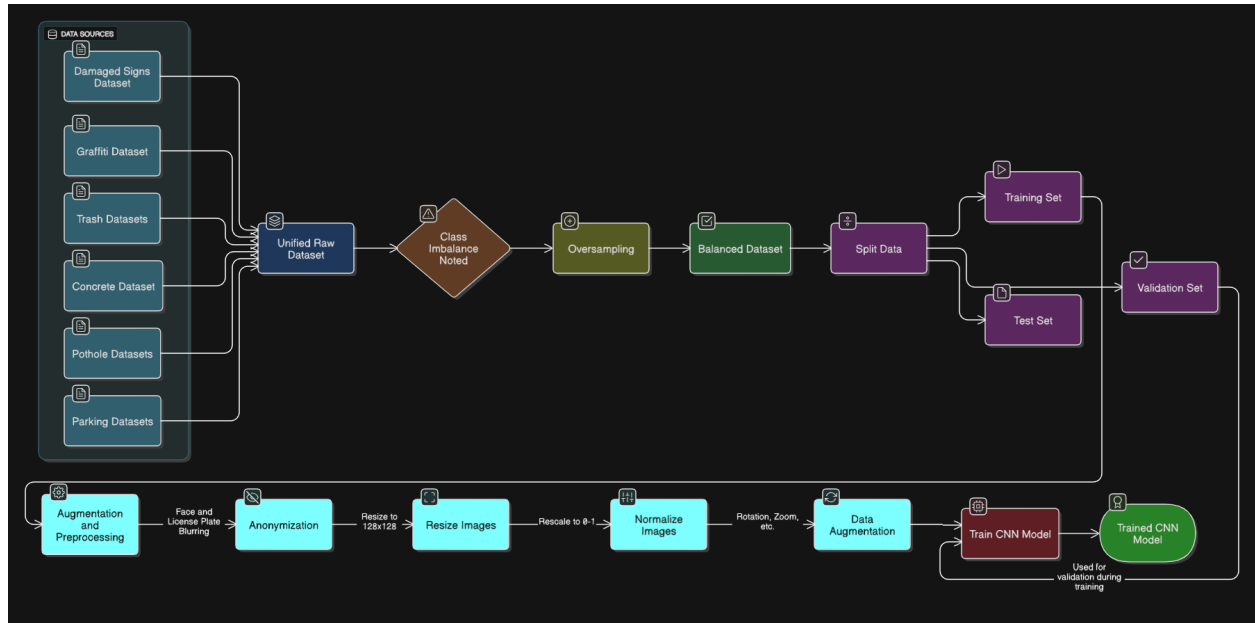 DATA SOURCES
Damaged Signs
Dataset
Graffiti Dataset
Trash Datasets
Concrete Dataset
Pothole Datasets
Parking Datasets
Unified Raw
Dataset
Class
Imbalance
Noted
Oversampling
Balanced Dataset
Split Data
Training Set
Test Set
Validation Set
Augmentation
and
Preprocessing
Face and
License Plate
Blurring
Anonymization
Resize to
128x128
Resize Images
Rescale to 0-1
Normalize
Images
Rotation, Zoom,
etc.
Data
Augmentation
Train CNN Model
Trained CNN
Model
Used for
validation during
training